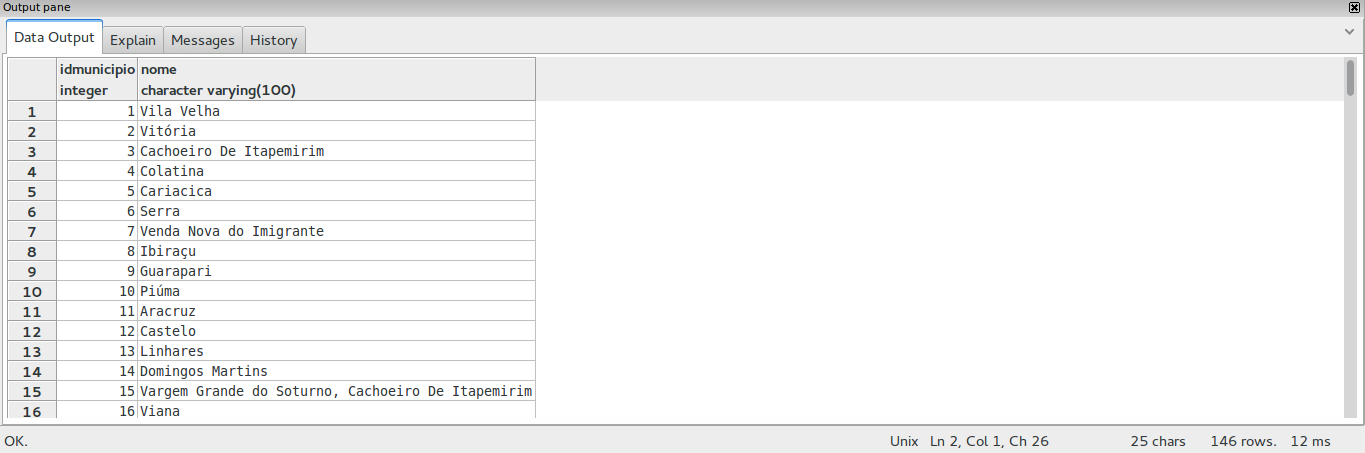 Output pane
Data Output Explain Messages History
idmunicipio nome
integer character varying(100)
1 1 Vila Velha
2 2 Vitória
3 3 Cachoeiro De Itapemirim
4 4 Colatina
5 5 Cariacica
6 6 Serra
7 7 Venda Nova do Imigrante
8 8 Ibiraçu
9 9 Guarapari
10 10 Piúma
11 11 Aracruz
12 12 Castelo
13 13 Linhares
14 14 Domingos Martins
15 15 Vargem Grande do Soturno, Cachoeiro De Itapemirim
16 16 Viana
OK. Unix Ln 2, Col 1, Ch 26 25 chars 146 rows. 12 ms